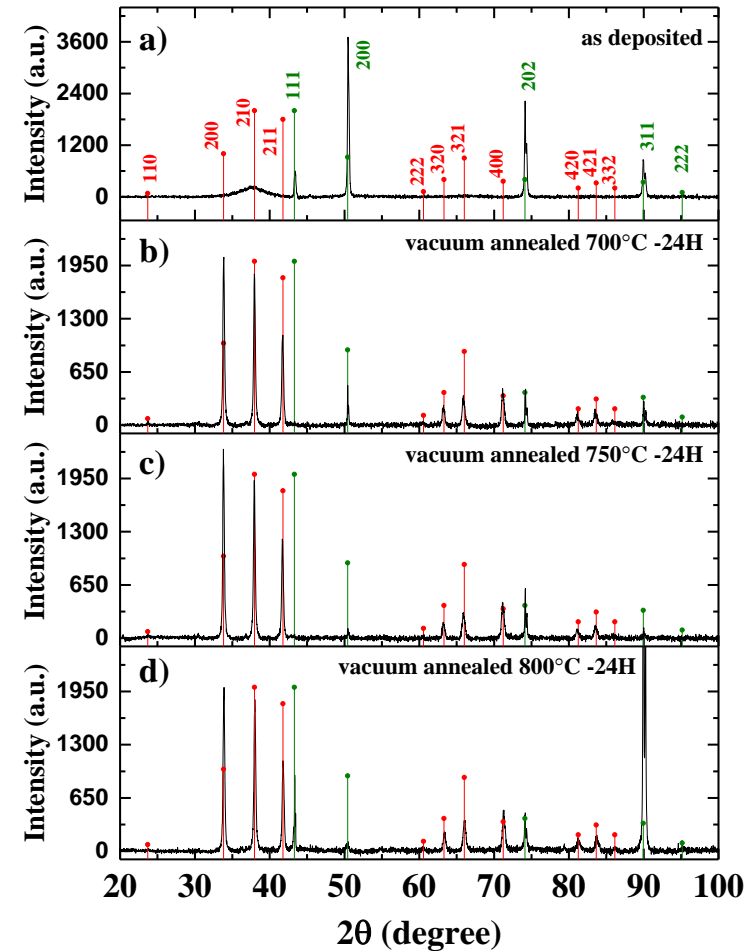 a)
as deposited
Intensity (a.u.)
3600
2400
1200
0
110
200
210
211
111
200
222
320
321
400
202
420
421
332
311
222
b)
vacuum annealed 700°C -24H
Intensity (a.u.)
1950
1300
650
0
c)
vacuum annealed 750°C -24H
Intensity (a.u.)
1950
1300
650
0
d)
vacuum annealed 800°C -24H
Intensity (a.u.)
1950
1300
650
0
20 30 40 50 60 70 80 90 100
2θ (degree)